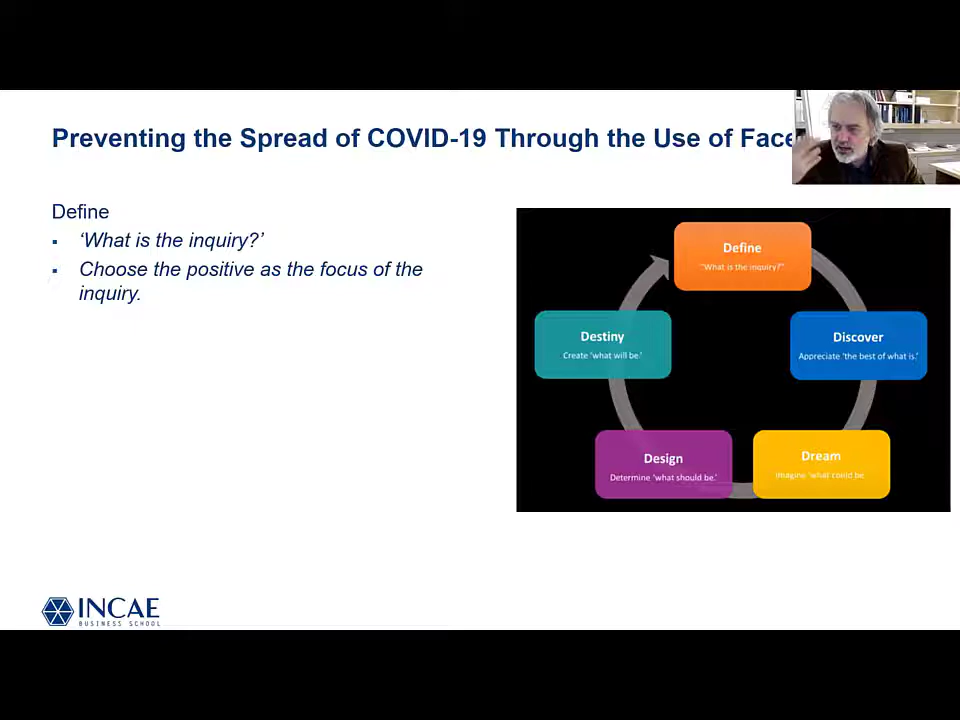 Preventing the Spread of COVID-19 Through the Use of Face
Define
▪ ‘What is the inquiry?’
▪ Choose the positive as the focus of the
inquiry.
Define
"What is the inquiry?"
Destiny
Create ‘what will be.’
Discover
Appreciate ‘the best of what is.’
Design
Determine ‘what should be.’
Dream
Imagine ‘what could be
INCAE
BUSINESS SCHOOL